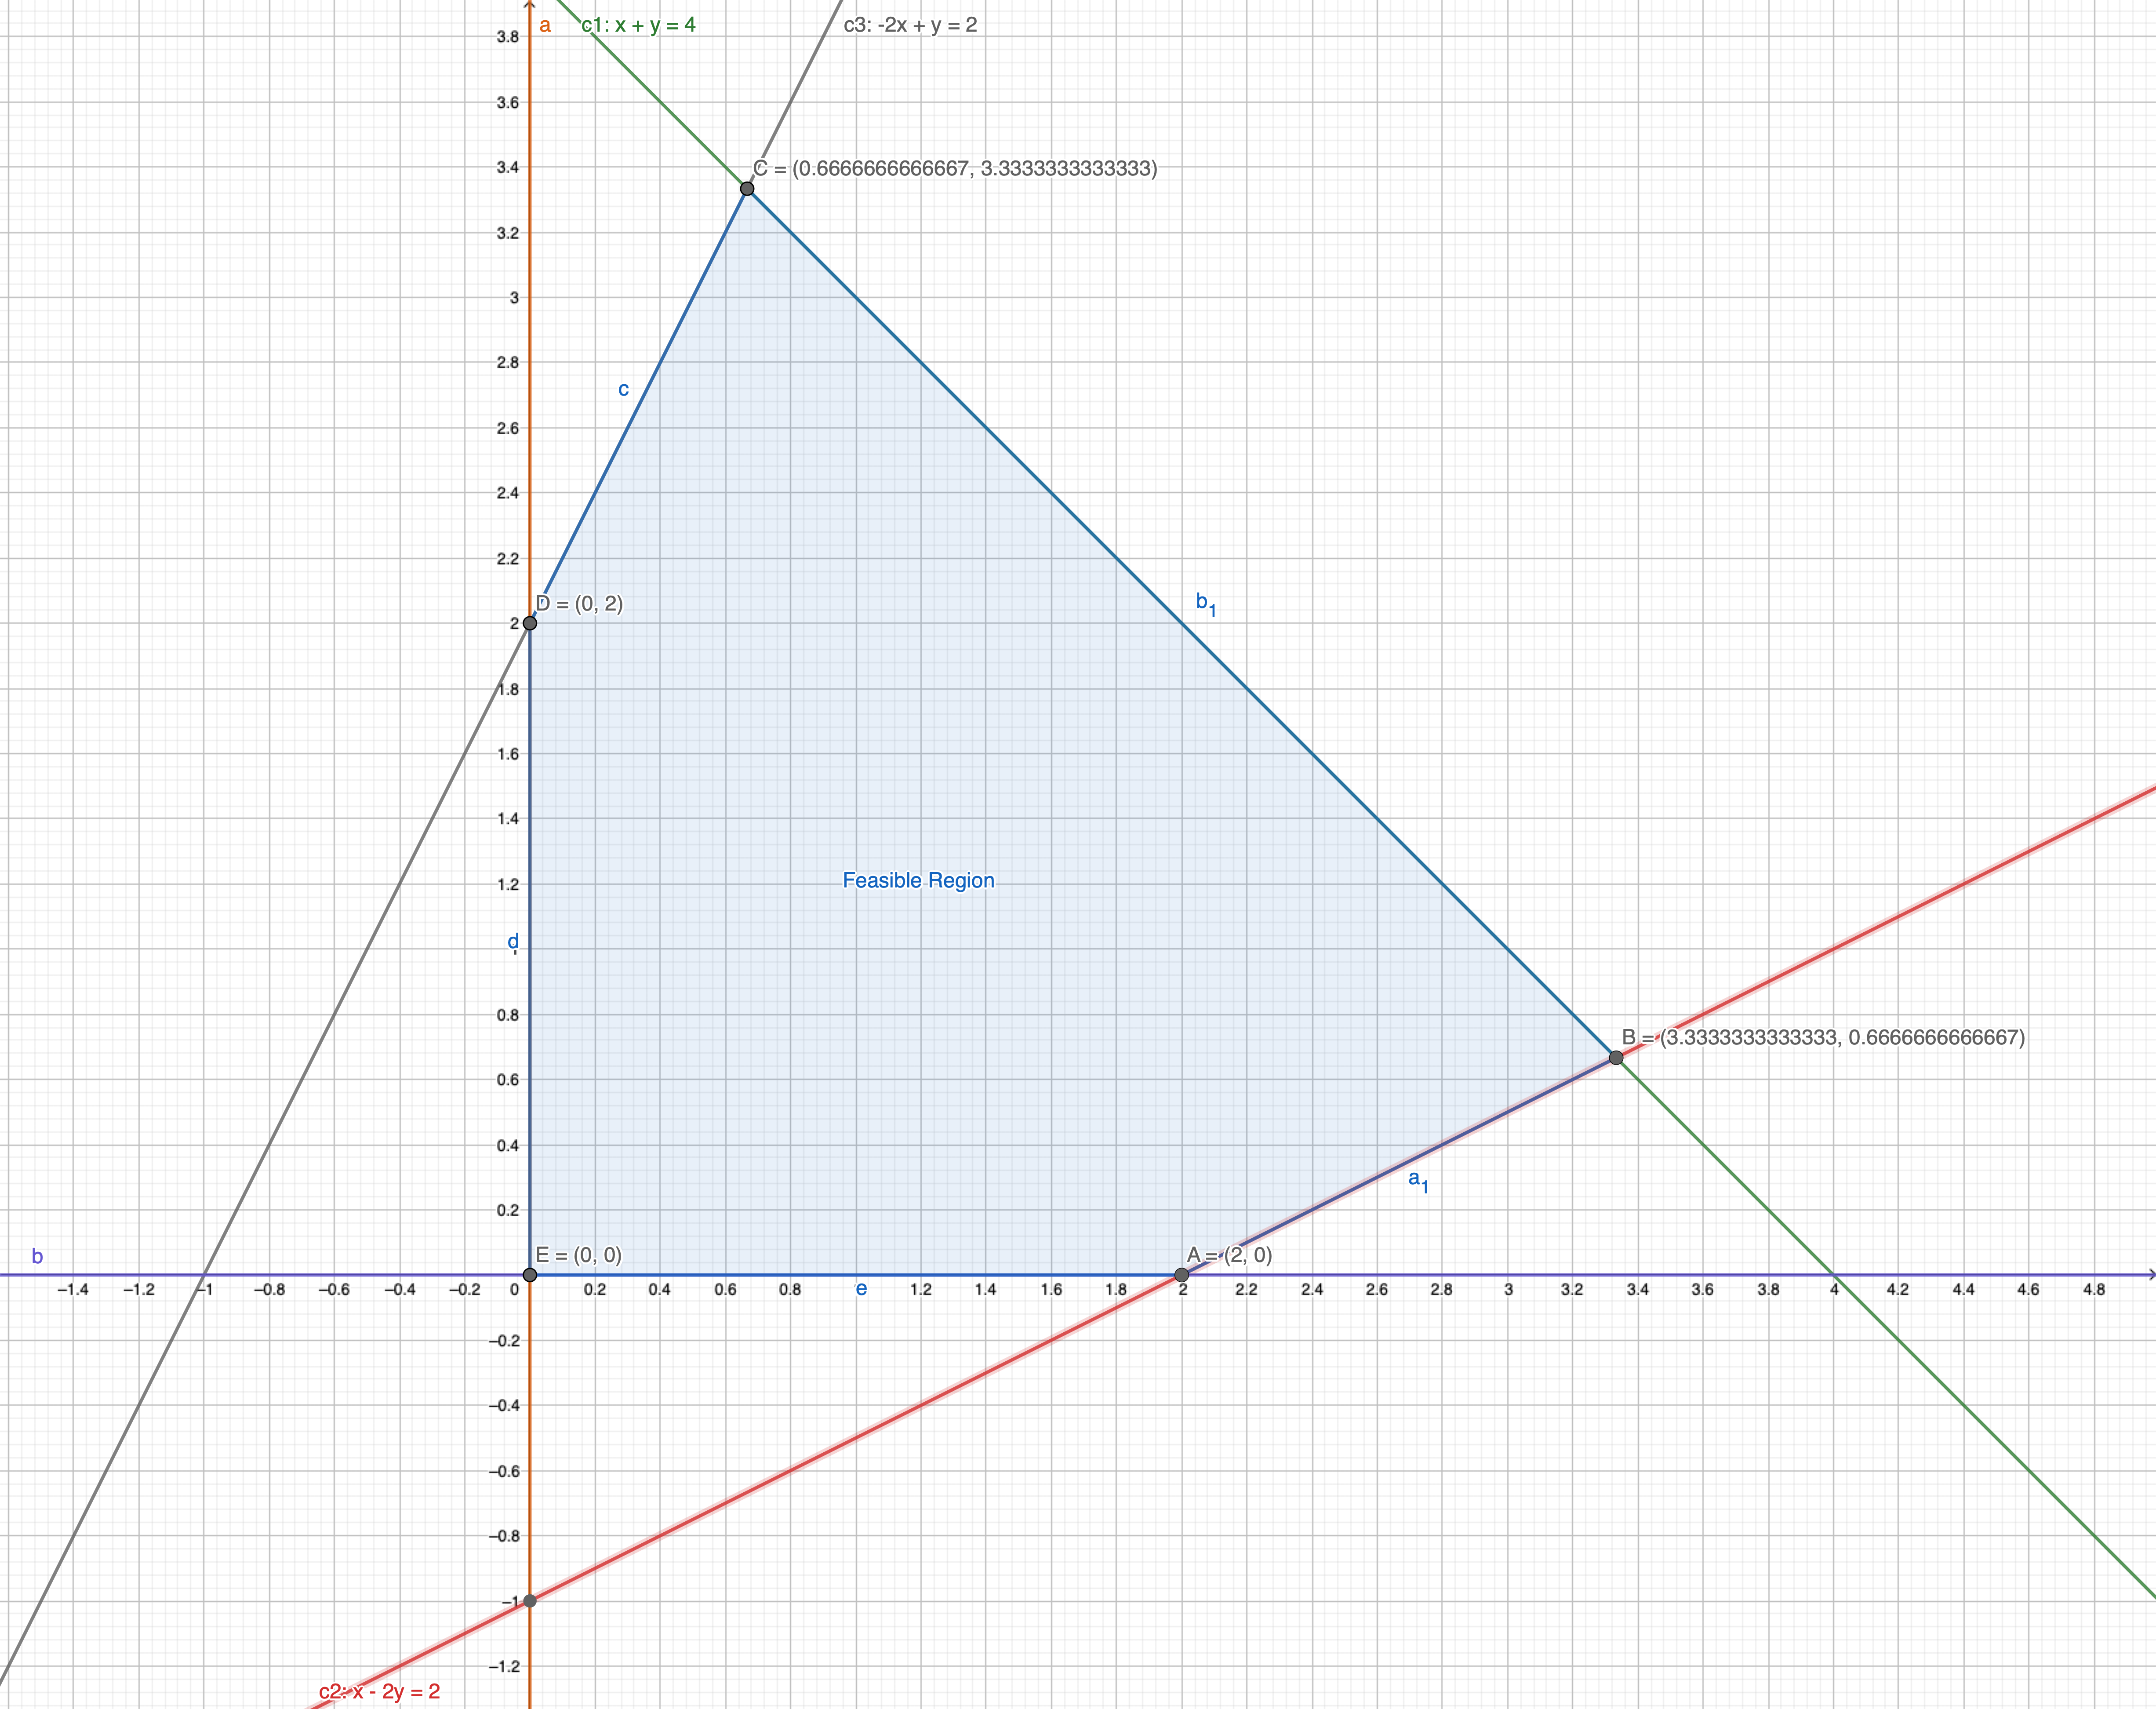 a
c1: x + y = 4
c3: -2x + y = 2
3.8
3.6
C = (0.6666666666667, 3.3333333333333)
3.4
3.2
3
2.8
c
2.6
2.4
2.2
D = (0, 2)
2
b1
1.8
1.6
1.4
1.2
Feasible Region
d
0.8
B = (3.3333333333333, 0.6666666666667)
0.6
0.4
a1
0.2
b
E = (0, 0)
A = (2, 0)
−1.4 −1.2 −1 −0.8 −0.6 −0.4 −0.2 0 0.2 0.4 0.6 0.8 e 1.2 1.4 1.6 1.8 2 2.2 2.4 2.6 2.8 3 3.2 3.4 3.6 3.8 4 4.2 4.4 4.6 4.8
−0.2
−0.4
−0.6
−0.8
−1
−1.2
c2: x - 2y = 2